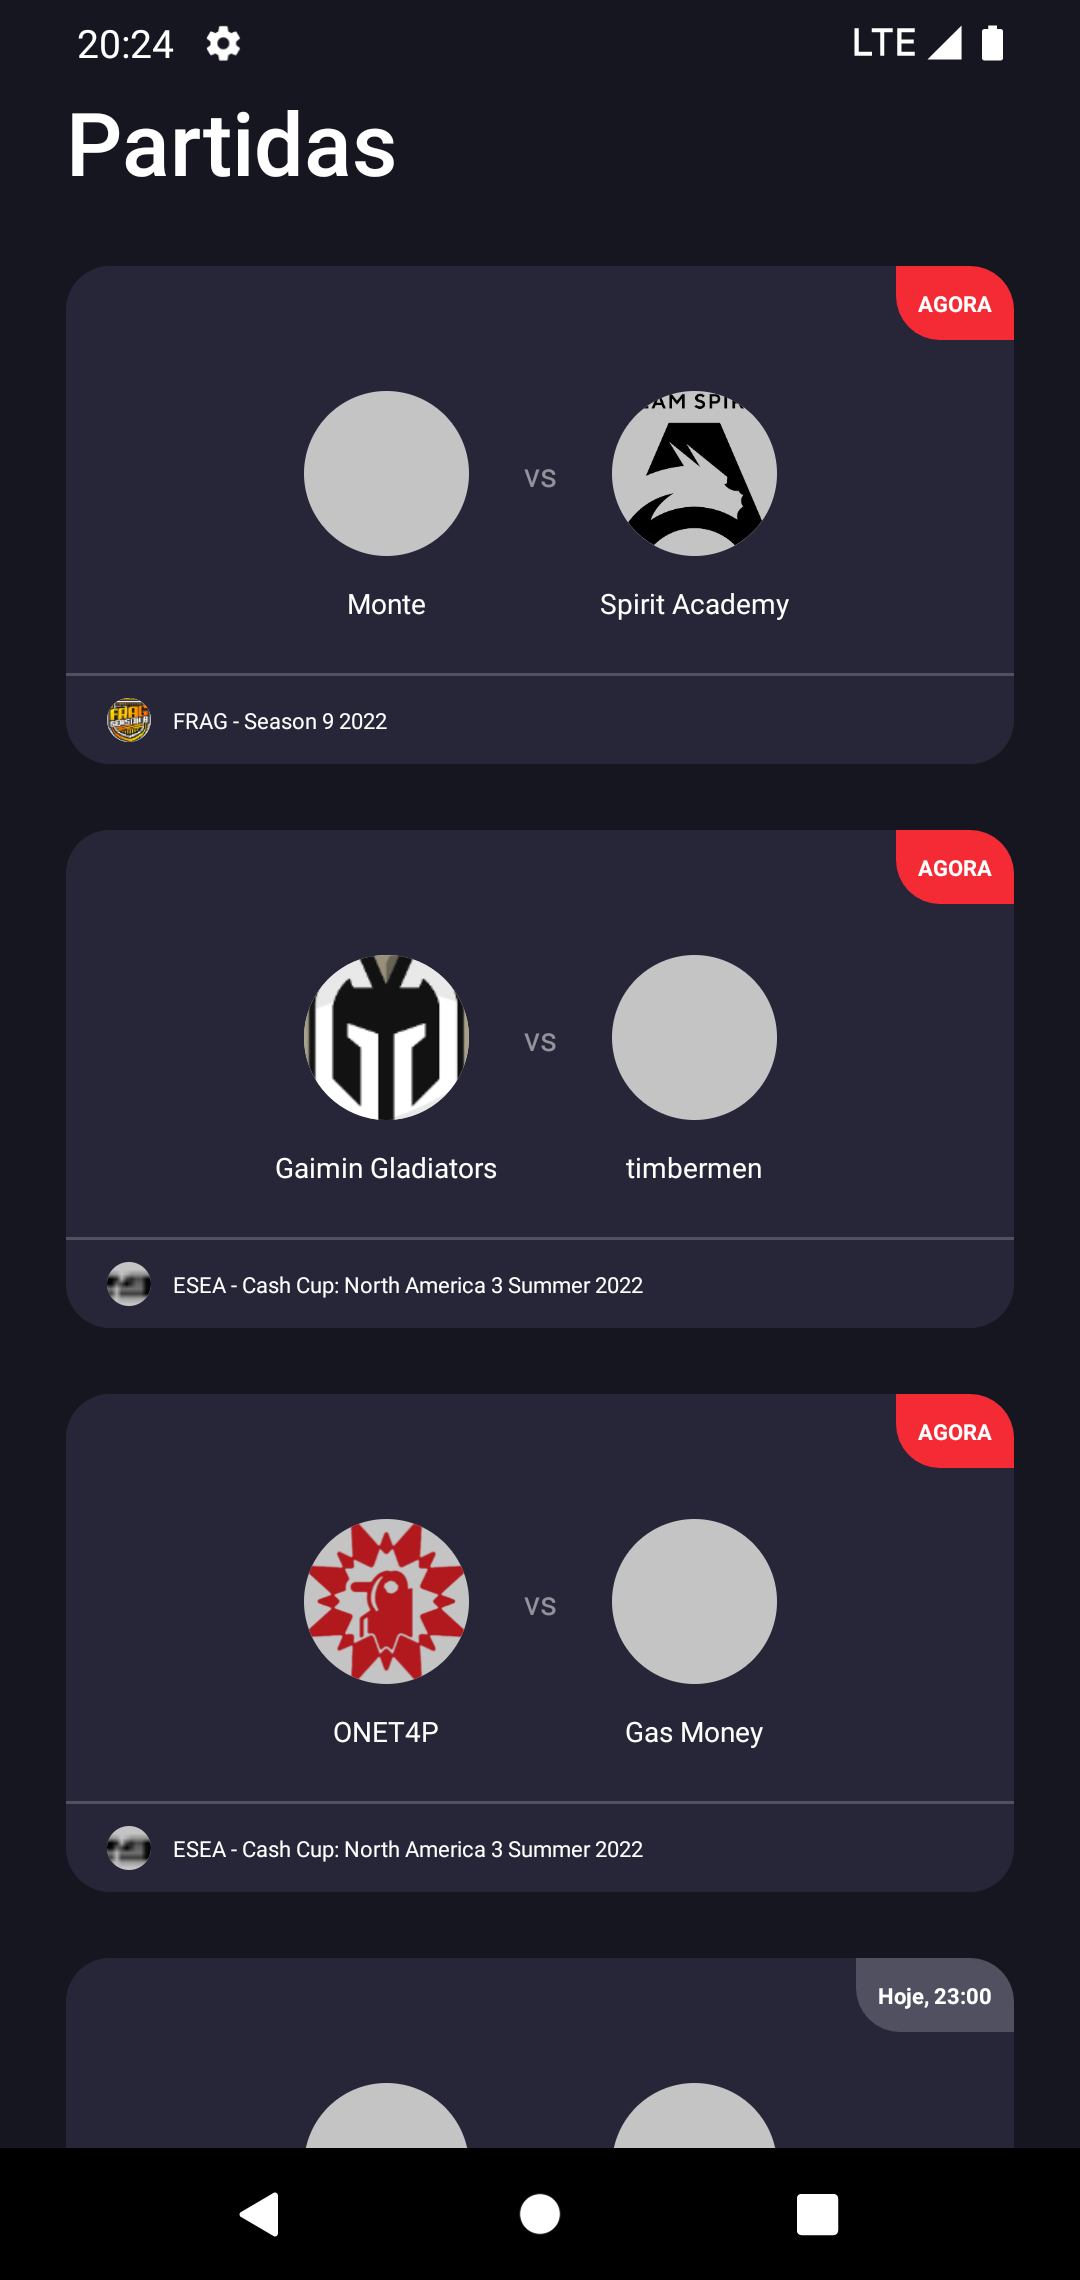 20:24
LTE
Partidas
AGORA
TEAM SPIRIT
vs
Monte
Spirit Academy
FRAG - Season 9 2022
AGORA
vs
Gaimin Gladiators
timbermen
ESEA - Cash Cup: North America 3 Summer 2022
AGORA
vs
ONET4P
Gas Money
ESEA - Cash Cup: North America 3 Summer 2022
Hoje, 23:00